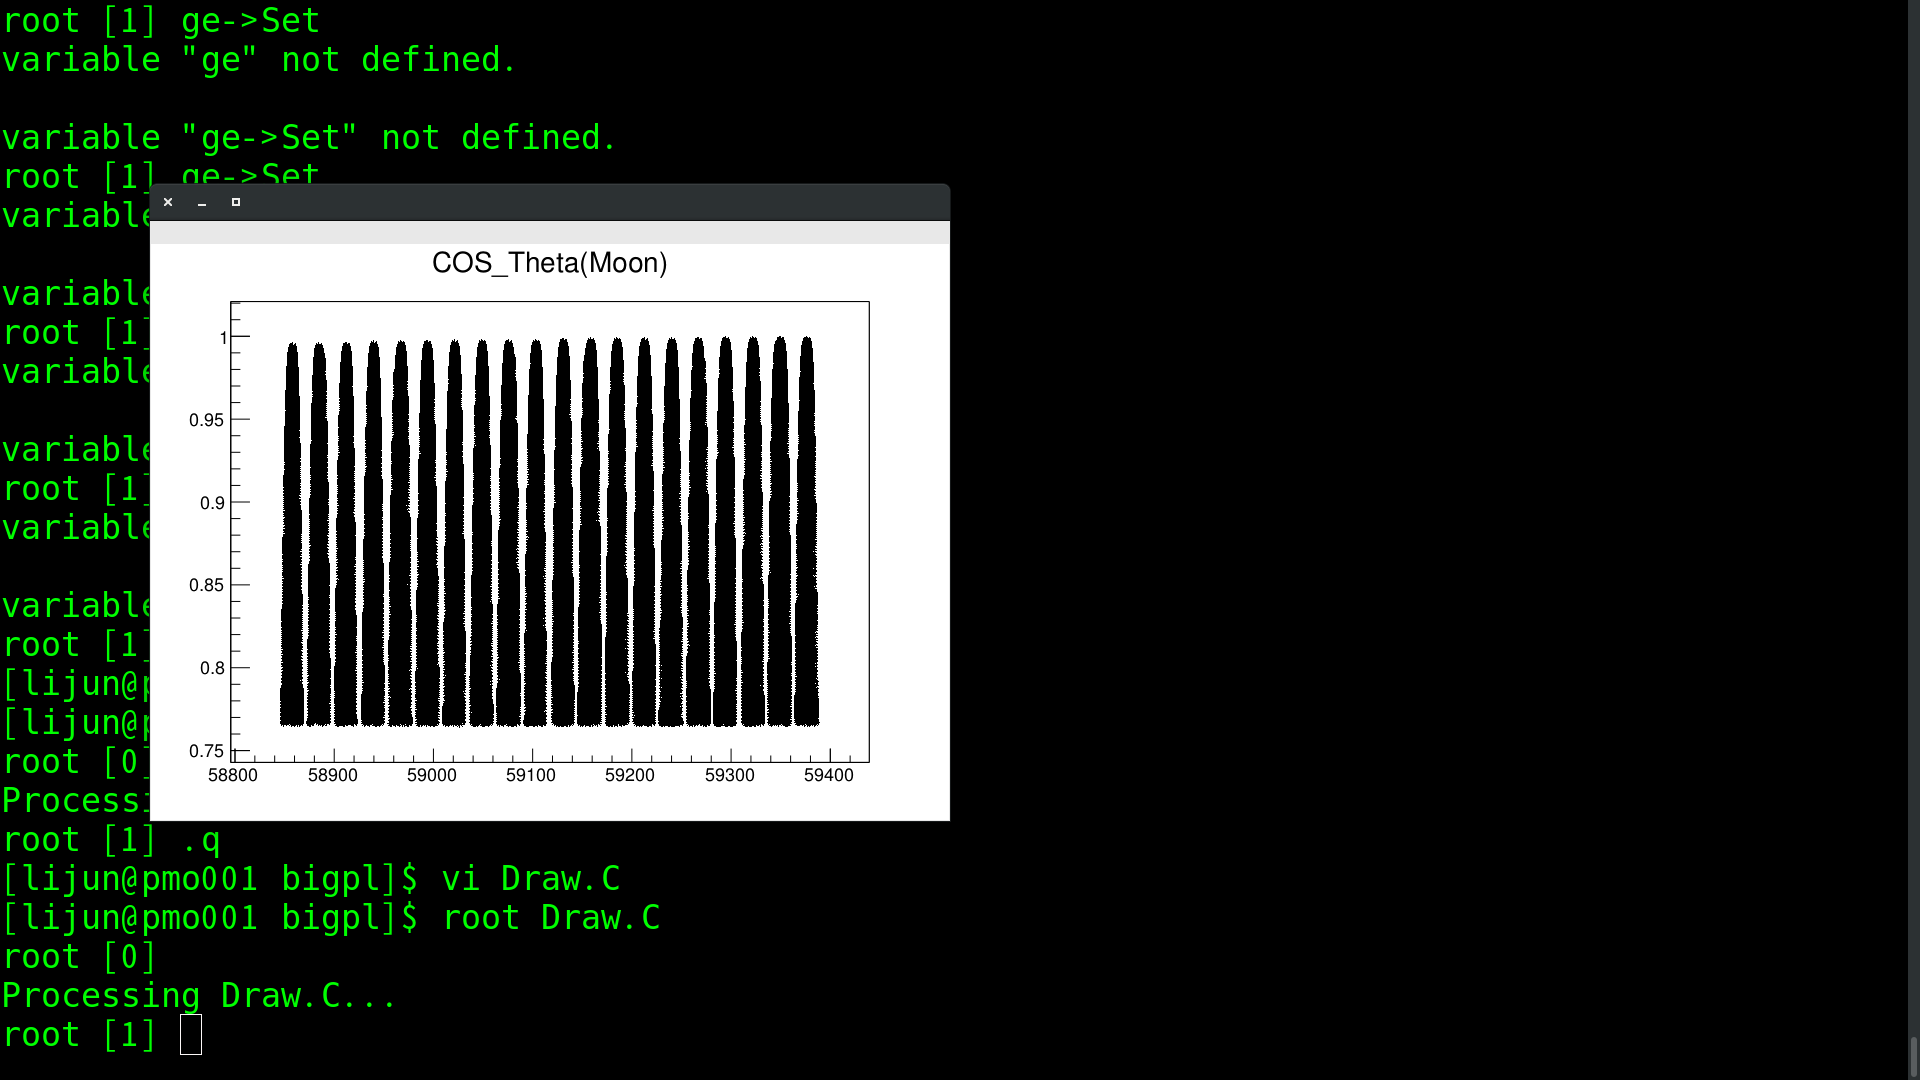 root [1] ge->Set
variable "ge" not defined.
variable "ge->Set" not defined.
root [1] ge->Set
variable
COS_Theta(Moon)
variable
root [1]
1
variable
0.95
variable
root [1]
0.9
variable
0.85
variable
root [1]
0.8
[lijun@p
[lijun@p
0.75
root [0]
58800 58900 59000 59100 59200 59300 59400
Processi
root [1] .q
[lijun@pmo001 bigpl]$ vi Draw.C
[lijun@pmo001 bigpl]$ root Draw.C
root [0]
Processing Draw.C...
root [1]